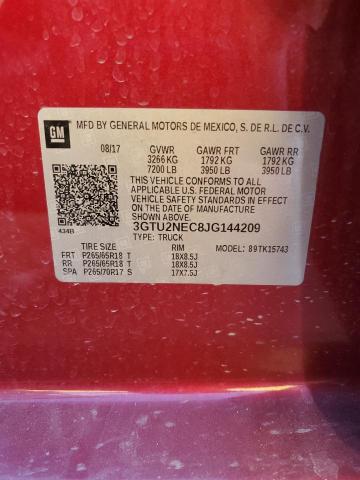 GM
MFD BY GENERAL MOTORS DE MEXICO, S. DE R.L. DE C.V.
08/17 GVWR GAWR FRT GAWR RR
3266 KG 1792 KG 1792 KG
7200 LB 3950 LB 3950 LB
THIS VEHICLE CONFORMS TO ALL
APPLICABLE U.S. FEDERAL MOTOR
VEHICLE SAFETY STANDARDS IN EFFECT
ON THE DATE OF MANUFACTURE SHOWN ABOVE.
434B 3GTU2NEC8JG144209
TYPE: TRUCK
TIRE SIZE RIM MODEL: 89TK15743
FRT P265/65R18 T 18X8.5J
RR P265/65R18 T 18X8.5J
SPA P265/70R17 S 17X7.5J